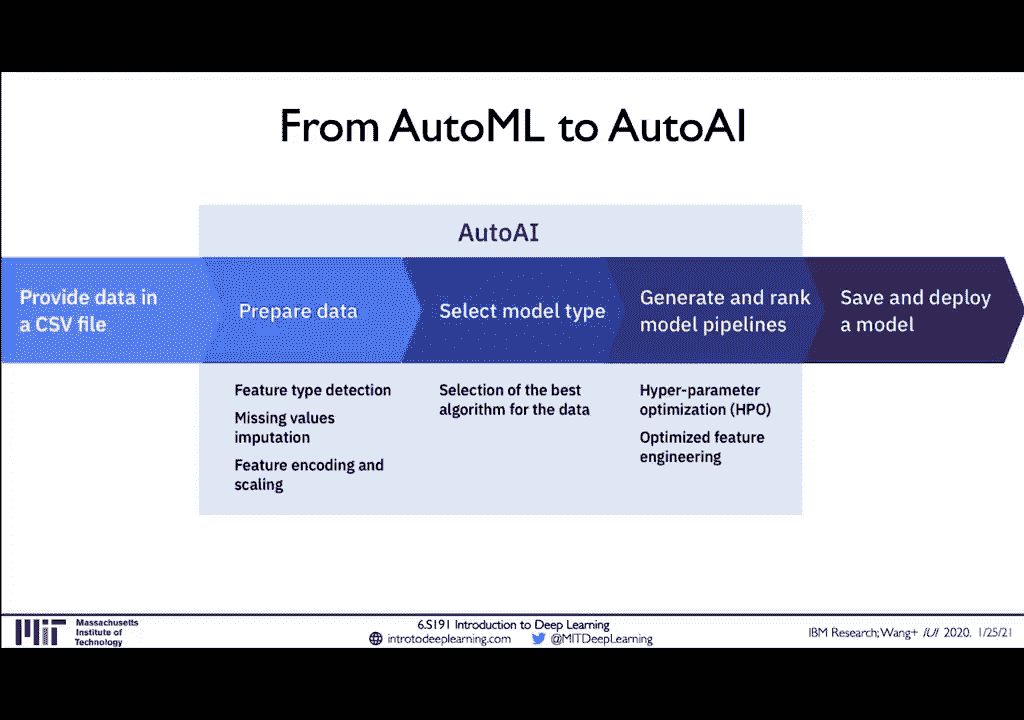 From AutoML to AutoAI
AutoAI
Provide data in
a CSV file
Prepare data
Select model type
Generate and rank
model pipelines
Save and deploy
a model
Feature type detection
Missing values
imputation
Feature encoding and
scaling
Selection of the best
algorithm for the data
Hyper-parameter
optimization (HPO)
Optimized feature
engineering
Massachusetts
Institute of
Technology
6.S191 Introduction to Deep Learning
introtodeeplearning.com @MITDeepLearning
IBM Research; Wang+ IUI 2020. 1/25/21